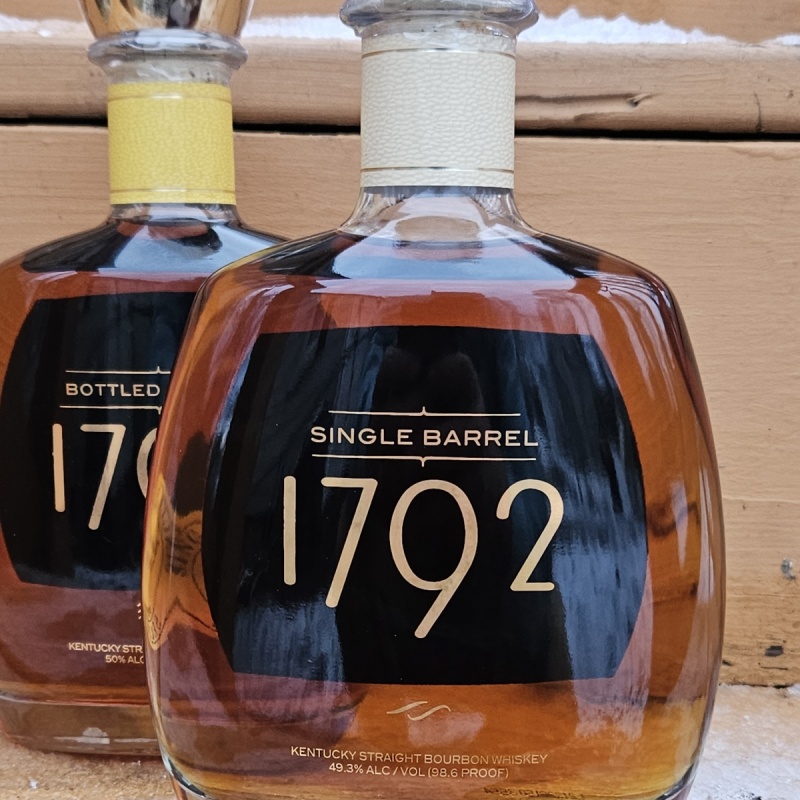 BOTTLED
179
KENTUCKY STR
50% ALC
SINGLE BARREL
1792
KENTUCKY STRAIGHT BOURBON WHISKEY
49.3% ALC / VOL (98.6 PROOF)